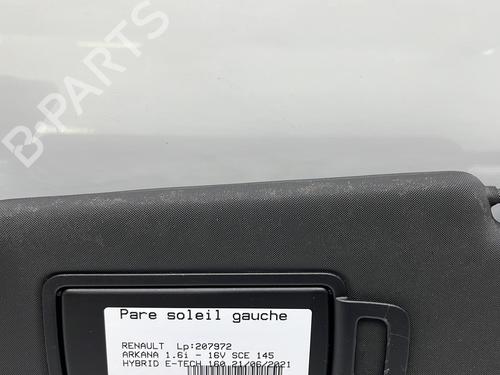 B-PARTS
Pare soleil gauche
RENAULT Lp:207972
ARKANA 1.6i - 16V SCE 145
HYBRID E-TECH 160 21/06/2021